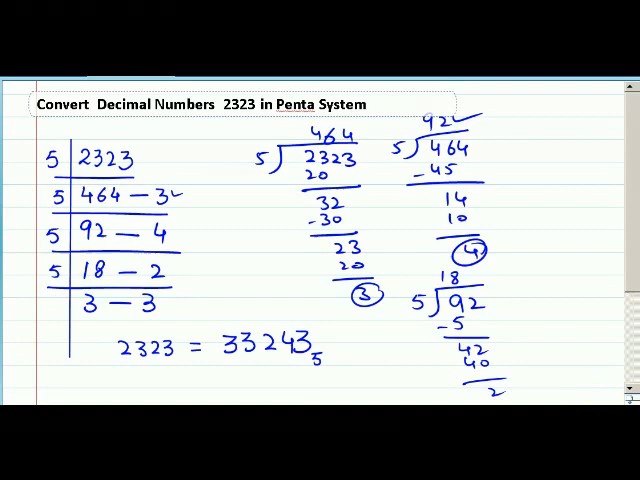 Convert Decimal Numbers 2323 in Penta System
5 | 2323
5 | 464 – 3 ✓
5 | 92 – 4
5 | 18 – 2
3 – 3
2323 = 33243₅
464
5 ) 2323
20
32
-30
23
20
3
92 ✓
5 ) 464
-45
14
10
4
18
5 ) 92
-5
42
40
2